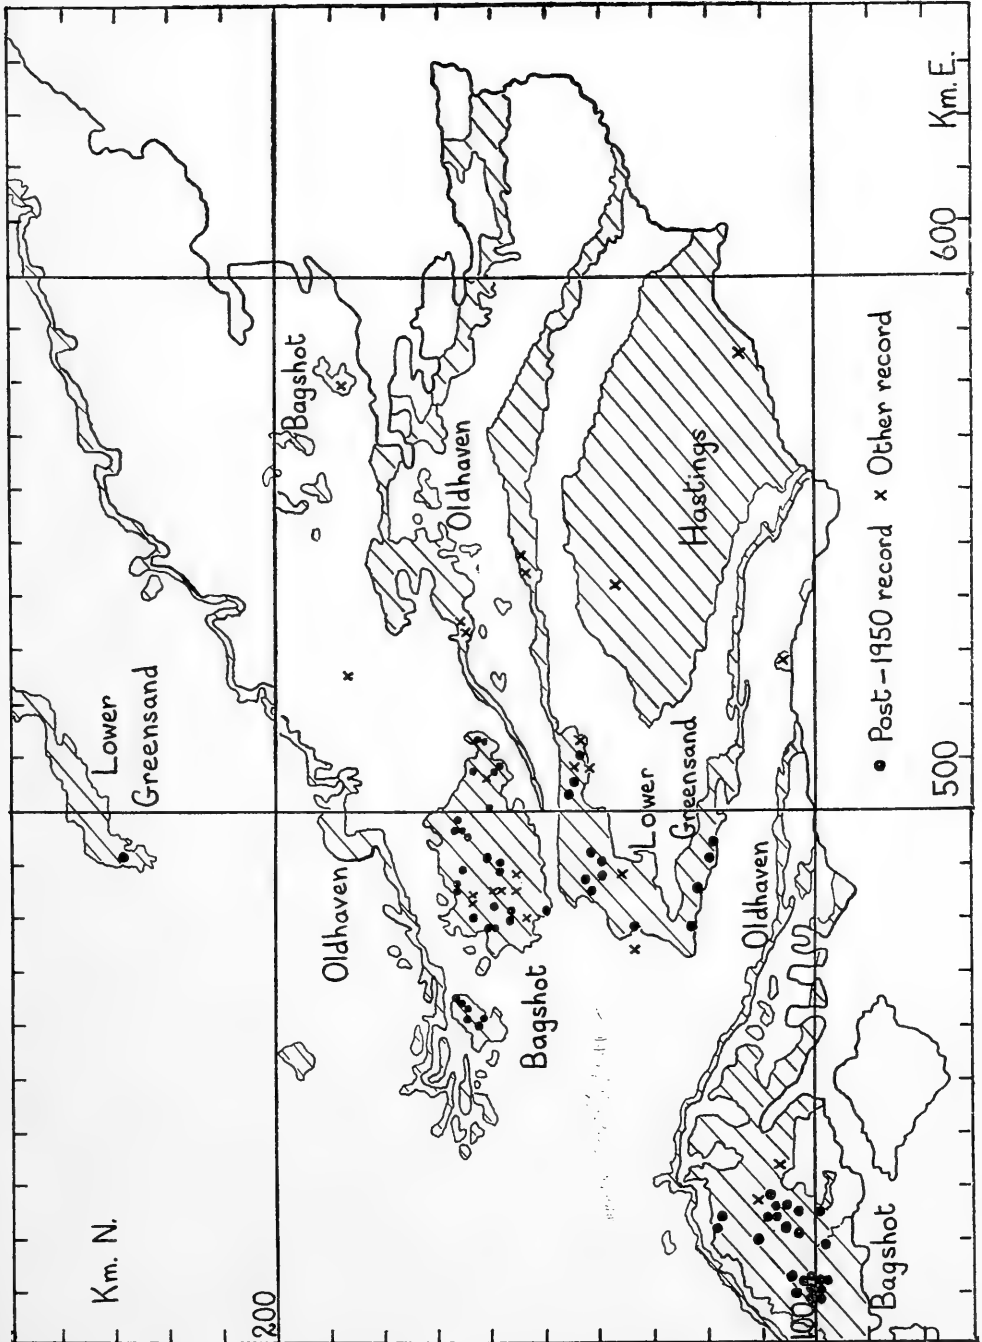 Km. N.
200
Lower
Greensand
Oldhaven
Bagshot
Bagshot
Oldhaven
Hastings
Lower
Greensand
Oldhaven
Bagshot
100
500
600
Km. E.
● Post-1950 record × Other record